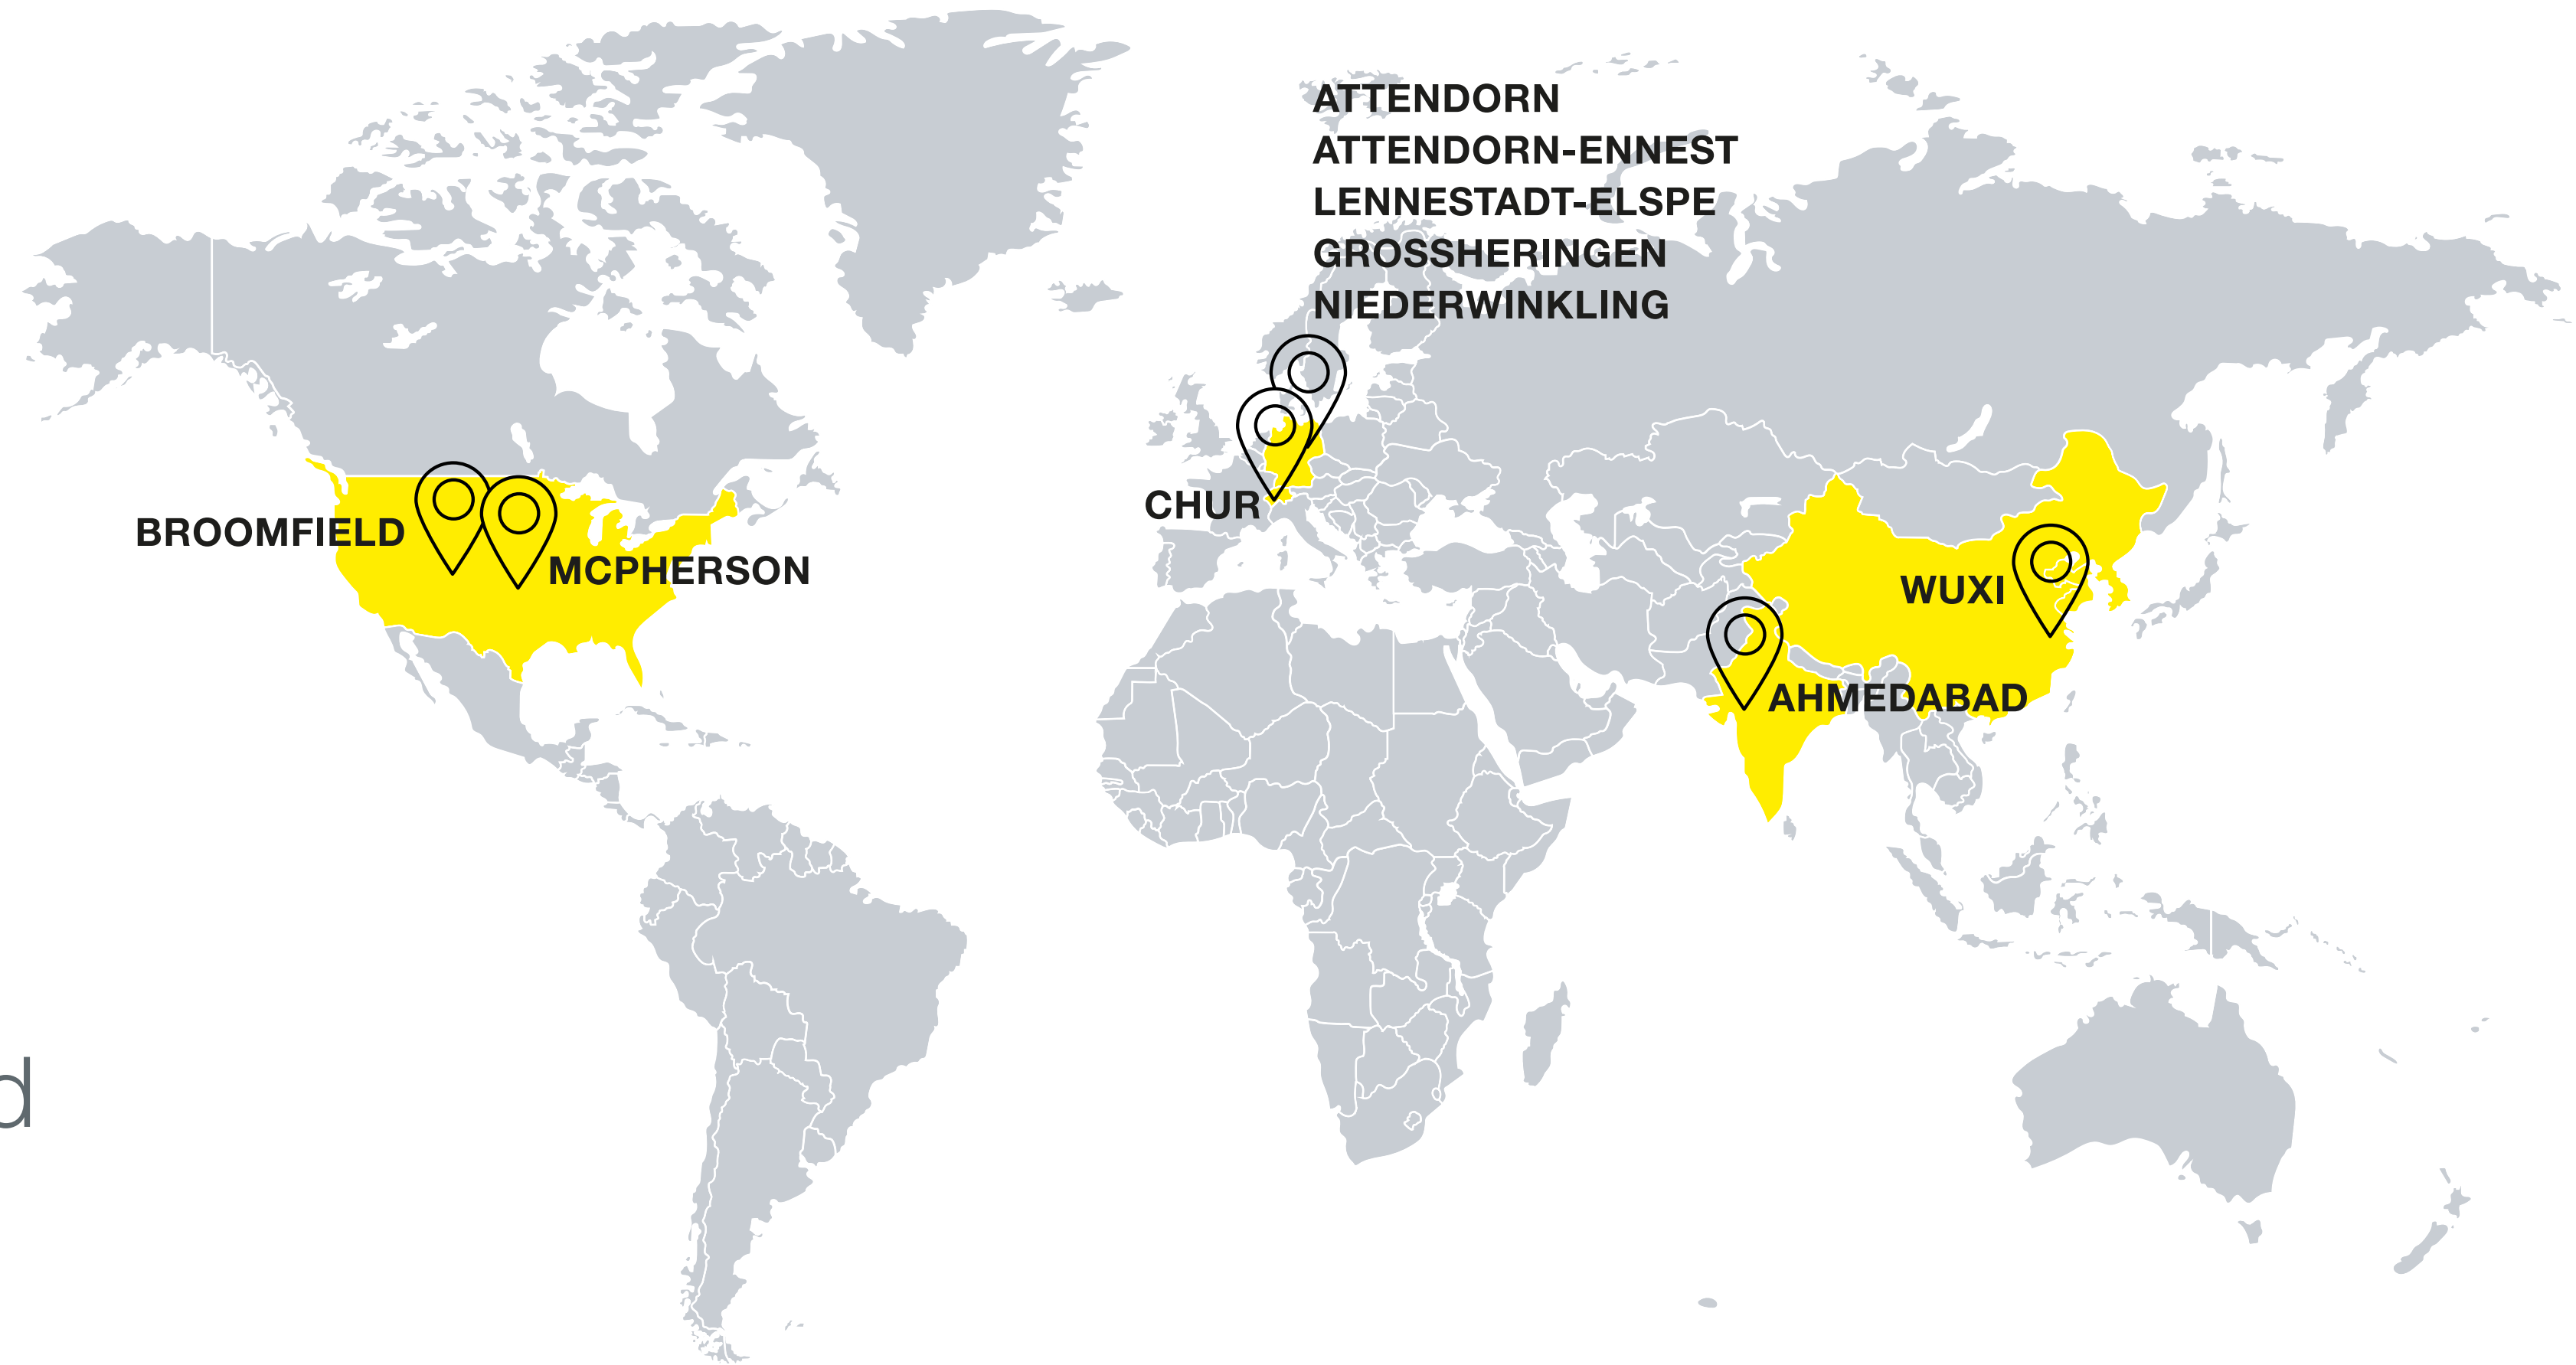 ATTENDORN
ATTENDORN-ENNEST
LENNESTADT-ELSPE
GROSSHERINGEN
NIEDERWINKLING
CHUR
BROOMFIELD
MCPHERSON
WUXI
AHMEDABAD
d